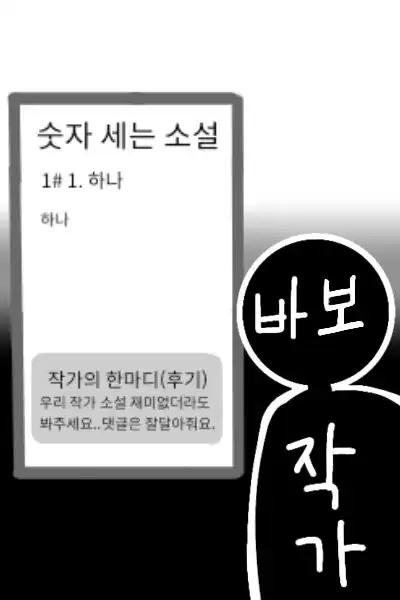 숫자 세는 소설
1# 1. 하나
하나
작가의 한마디(후기)
우리 작가 소설 재미없더라도
봐주세요..댓글은 잘달아줘요.
바보
작
가